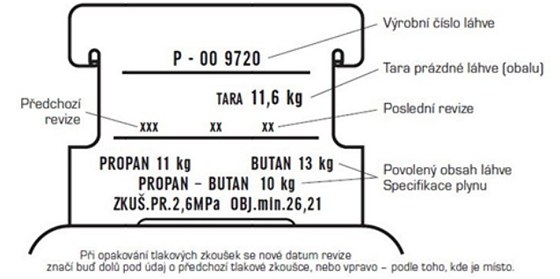 Výrobní číslo láhve
P - 00 9720
Tara prázdné láhve (obalu)
TARA 11,6 kg
Předchozí
revize
Poslední revize
xxx xx xx
PROPAN 11 kg BUTAN 13 kg
PROPAN – BUTAN 10 kg
Povolený obsah láhve
Specifikace plynu
ZKUŠ.PR.2,6MPa OBJ.min.26,21
Při opakování tlakových zkoušek se nové datum revize
značí buď dolů pod údaj o předchozí tlakové zkoušce, nebo vpravo – podle toho, kde je místo.